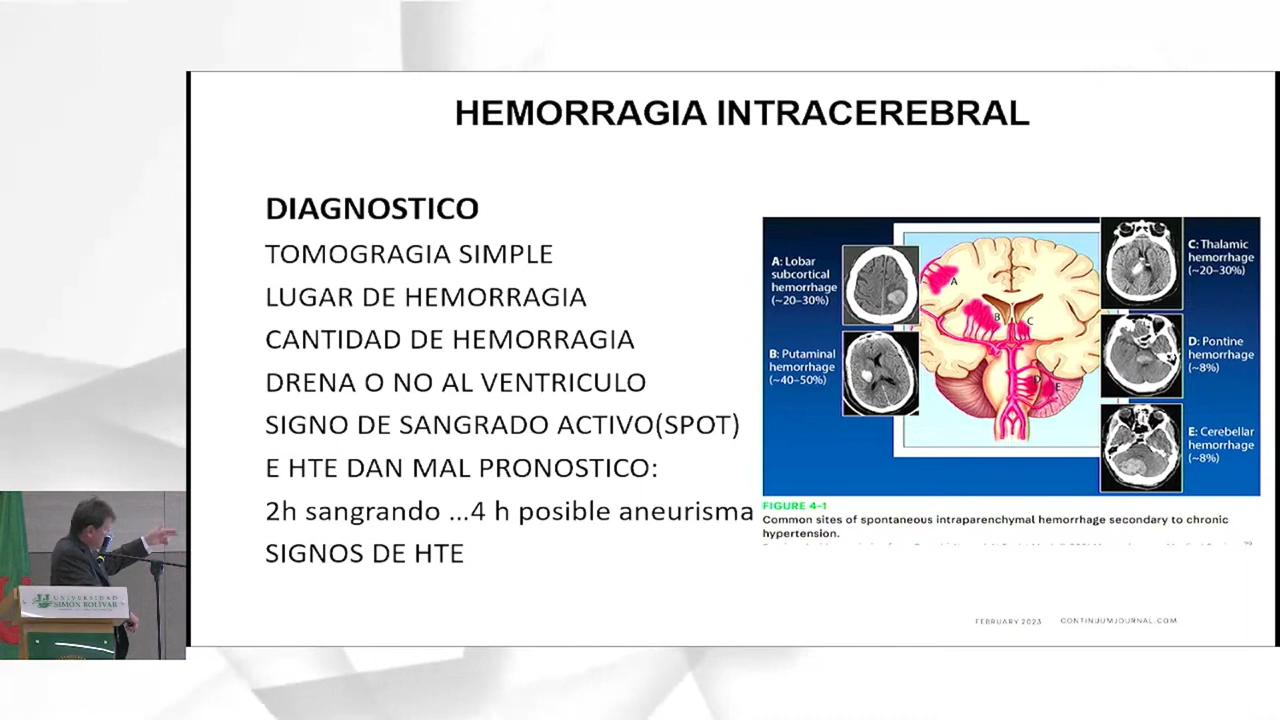 HEMORRAGIA INTRACEREBRAL
DIAGNOSTICO
TOMOGRAGIA SIMPLE
LUGAR DE HEMORRAGIA
CANTIDAD DE HEMORRAGIA
DRENA O NO AL VENTRICULO
SIGNO DE SANGRADO ACTIVO(SPOT)
E HTE DAN MAL PRONOSTICO:
2h sangrando ...4 h posible aneurisma
SIGNOS DE HTE
A: Lobar
subcortical
hemorrhage
(~20–30%)
B: Putaminal
hemorrhage
(~40–50%)
A
B
C
D
E
C: Thalamic
hemorrhage
(~20–30%)
D: Pontine
hemorrhage
(~8%)
E: Cerebellar
hemorrhage
(~8%)
FIGURE 4-1
Common sites of spontaneous intraparenchymal hemorrhage secondary to chronic
hypertension.
FEBRUARY 2023
CONTINUUMJOURNAL.COM
UNIVERSIDAD
SIMÓN BOLÍVAR